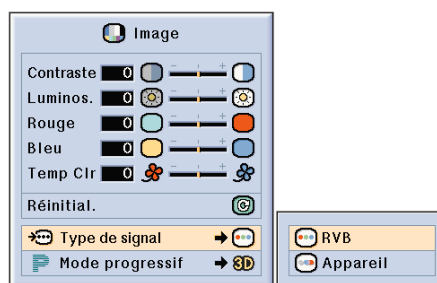 Image
Contraste 0
Luminos. 0
Rouge 0
Bleu 0
Temp Clr 0
Réinitial.
Type de signal
Mode progressif 3D
RVB
Appareil